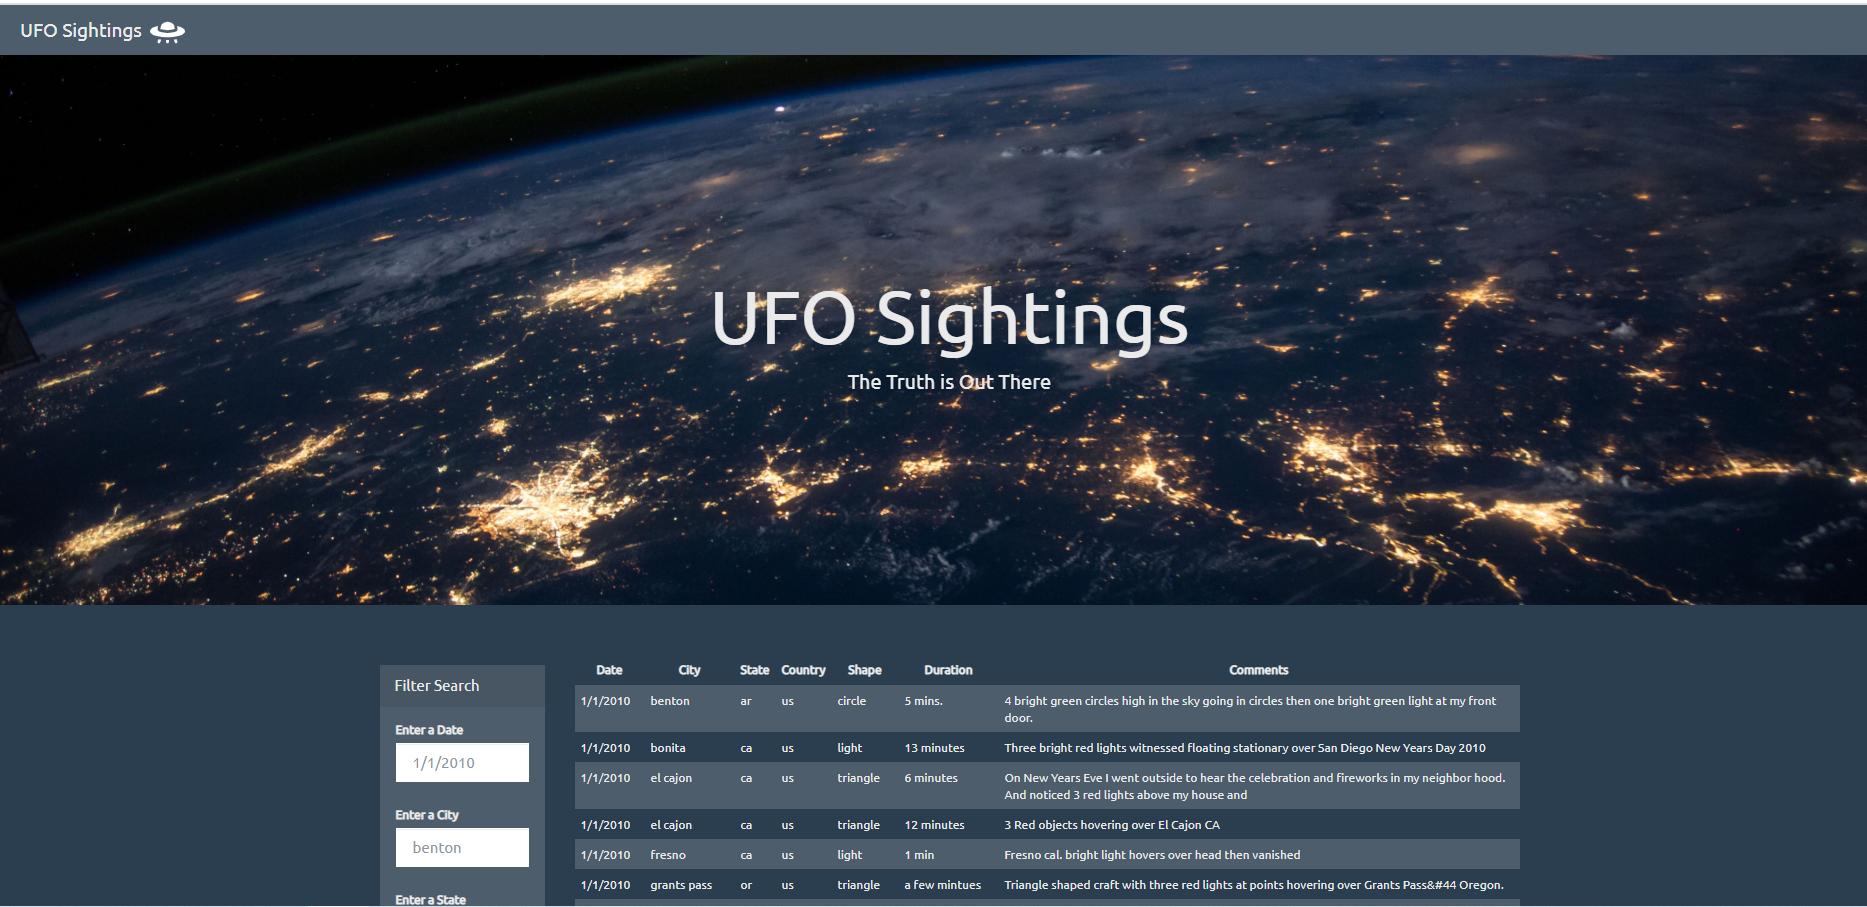 UFO Sightings
UFO Sightings
The Truth is Out There
Filter Search
Enter a Date
1/1/2010
Enter a City
benton
Enter a State
Date City State Country Shape Duration Comments
1/1/2010 benton ar us circle 5 mins. 4 bright green circles high in the sky going in circles then one bright green light at my front
door.
1/1/2010 bonita ca us light 13 minutes Three bright red lights witnessed floating stationary over San Diego New Years Day 2010
1/1/2010 el cajon ca us triangle 6 minutes On New Years Eve I went outside to hear the celebration and fireworks in my neighbor hood.
And noticed 3 red lights above my house and
1/1/2010 el cajon ca us triangle 12 minutes 3 Red objects hovering over El Cajon CA
1/1/2010 fresno ca us light 1 min Fresno cal. bright light hovers over head then vanished
1/1/2010 grants pass or us triangle a few mintues Triangle shaped craft with three red lights at points hovering over Grants Pass&#44 Oregon.